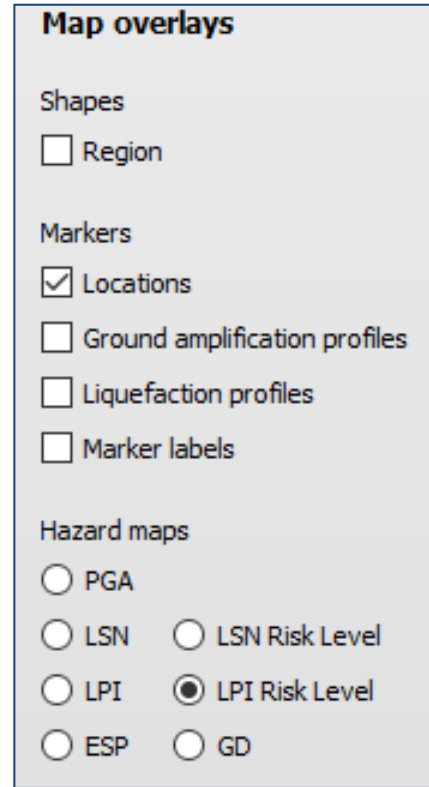 Map overlays
Shapes
Region
Markers
Locations
Ground amplification profiles
Liquefaction profiles
Marker labels
Hazard maps
PGA
LSN LSN Risk Level
LPI LPI Risk Level
ESP GD